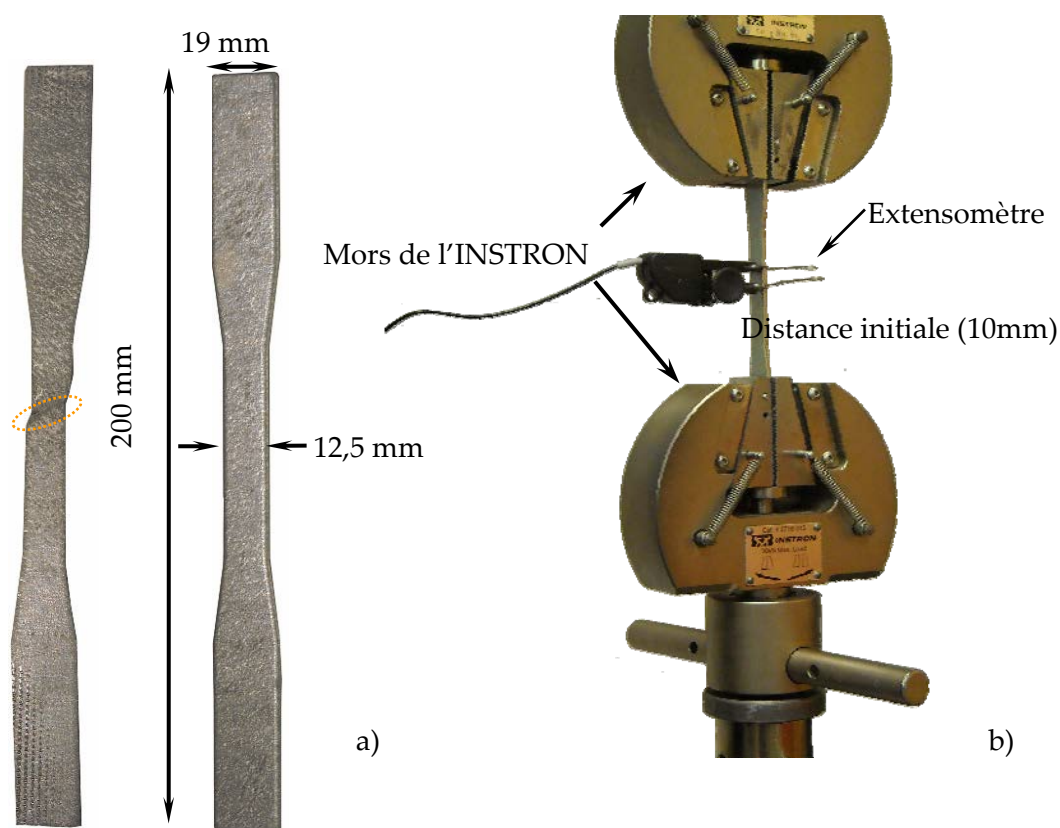 19 mm
200 mm
12,5 mm
a)
INSTRON
Extensomètre
Mors de l’INSTRON
Distance initiale (10mm)
INSTRON
b)